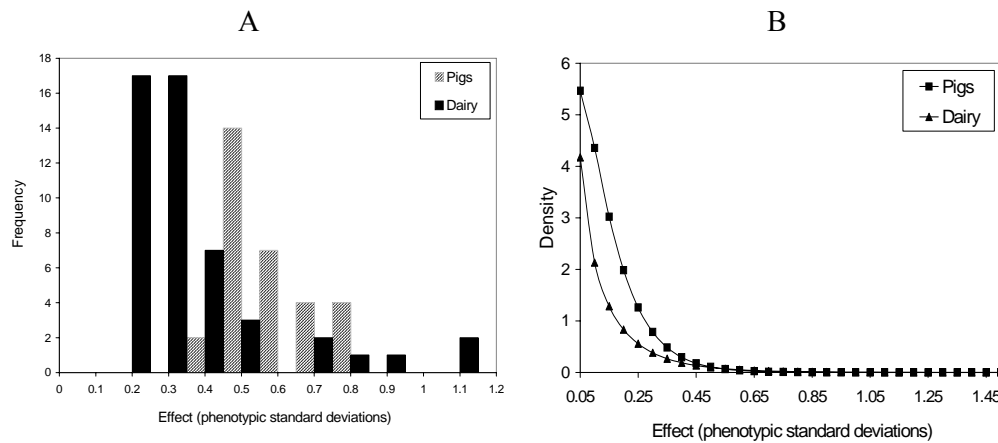 A
18
16
14
12
10
8
6
4
2
0
Frequency
0 0.1 0.2 0.3 0.4 0.5 0.6 0.7 0.8 0.9 1 1.1 1.2
Effect (phenotypic standard deviations)
Pigs
Dairy
B
6
5
4
3
2
1
0
Density
0.05 0.25 0.45 0.65 0.85 1.05 1.25 1.45
Effect (phenotypic standard deviations)
Pigs
Dairy